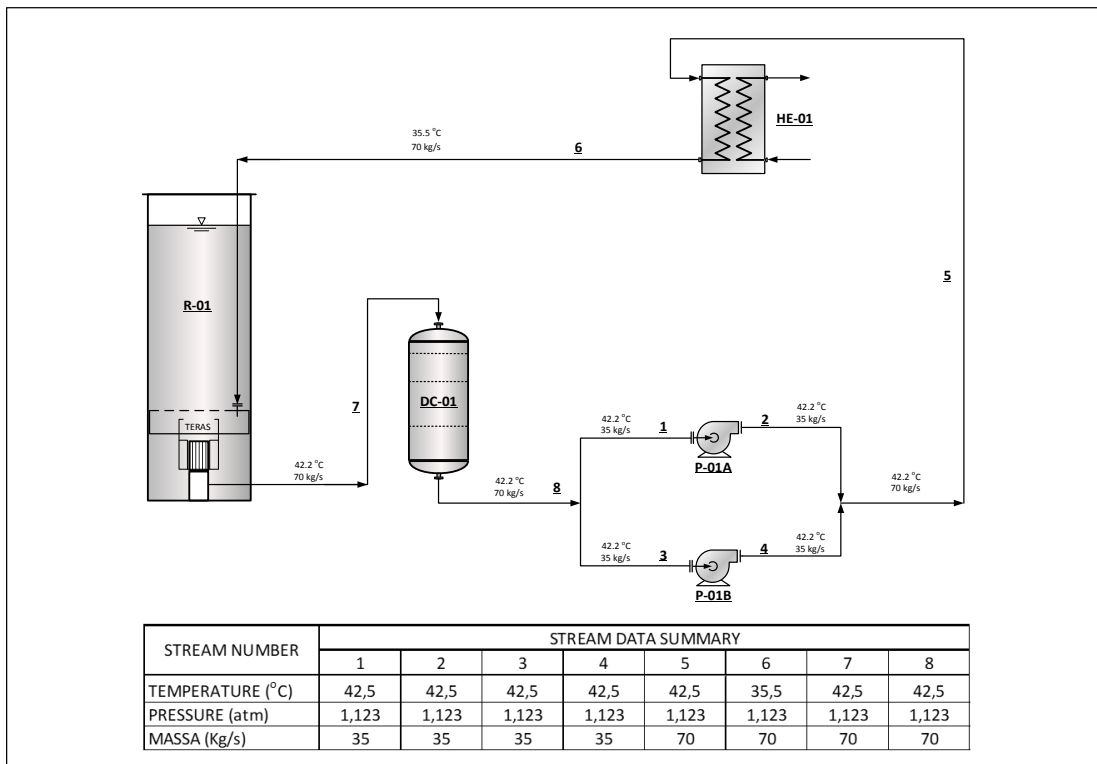 HE-01
35.5 °C
70 kg/s
6
R-01
5
7
DC-01
TERAS
42.2 °C
70 kg/s
42.2 °C
35 kg/s
1
2
42.2 °C
35 kg/s
P-01A
42.2 °C
70 kg/s
8
42.2 °C
70 kg/s
42.2 °C
35 kg/s
3
4
42.2 °C
35 kg/s
P-01B
STREAM NUMBER STREAM DATA SUMMARY
1 2 3 4 5 6 7 8
TEMPERATURE (°C) 42,5 42,5 42,5 42,5 42,5 35,5 42,5 42,5
PRESSURE (atm) 1,123 1,123 1,123 1,123 1,123 1,123 1,123 1,123
MASSA (Kg/s) 35 35 35 35 70 70 70 70